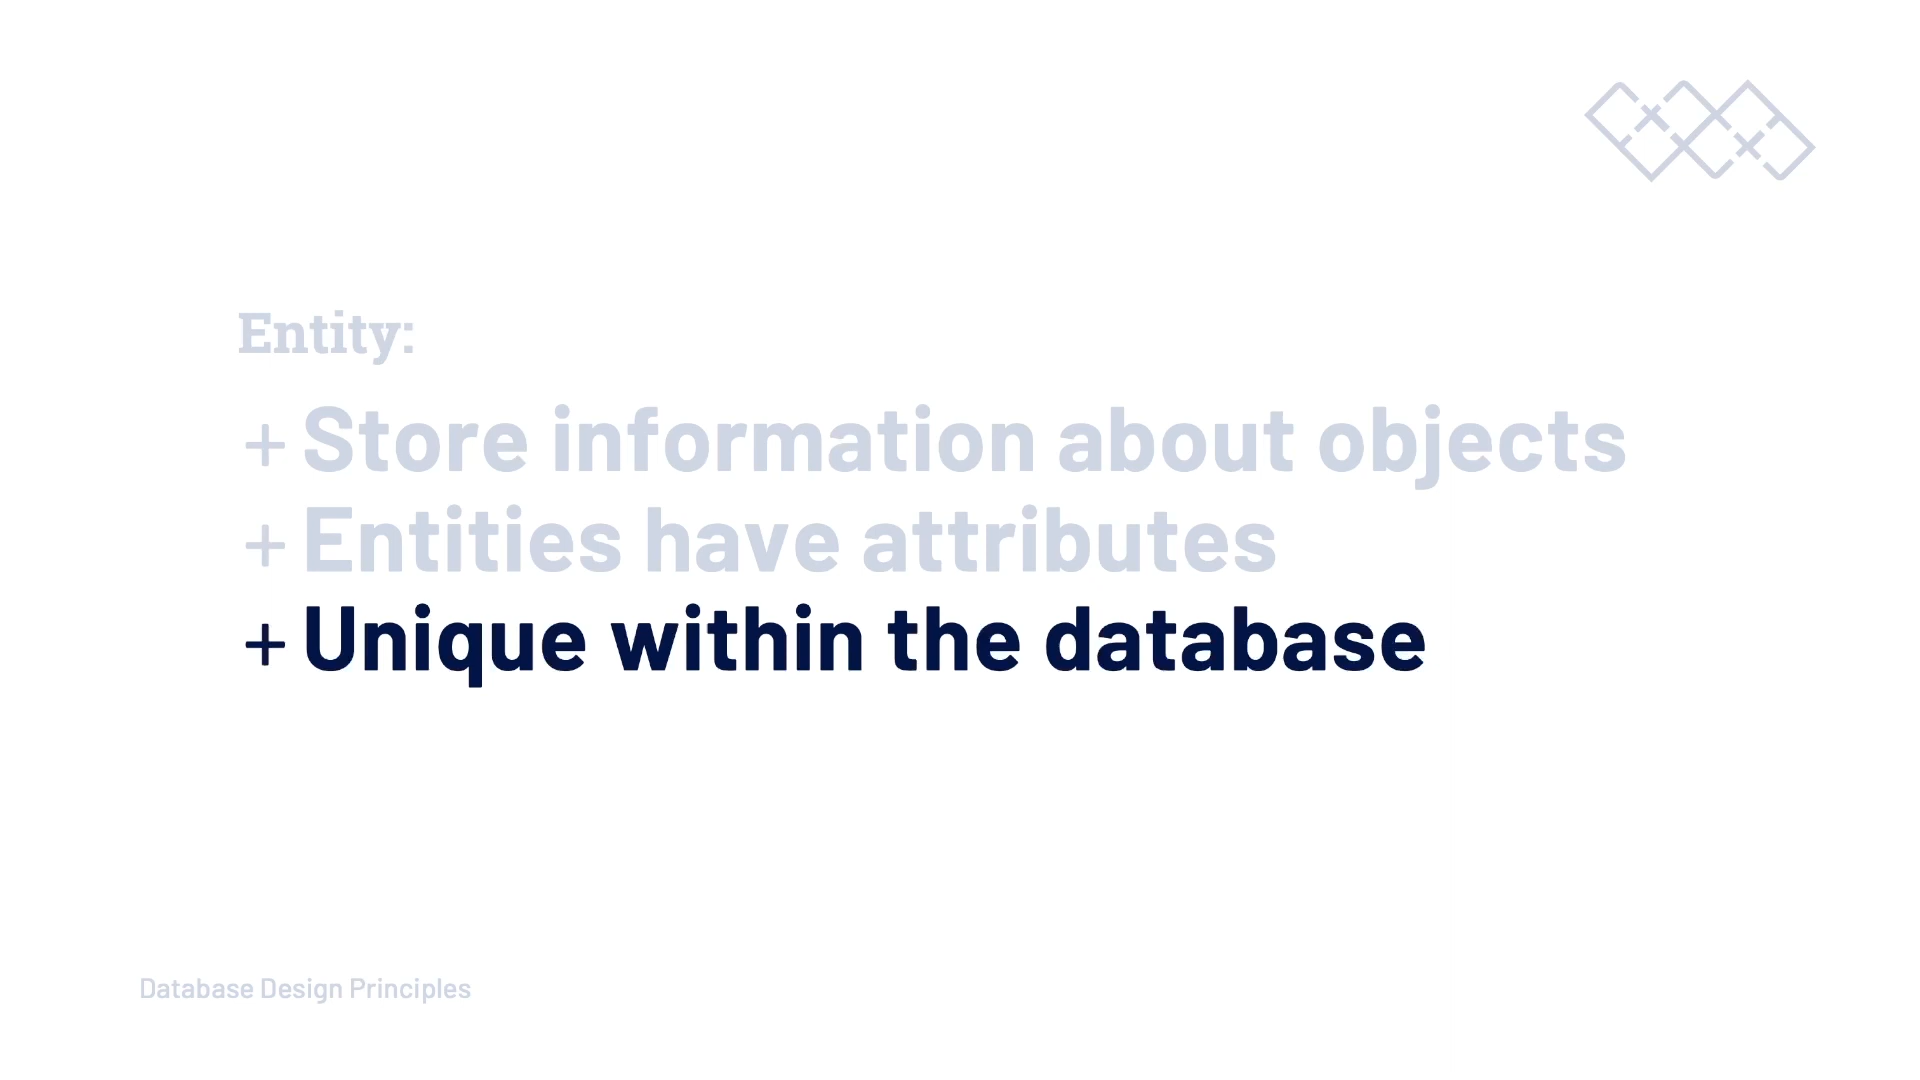 Entity:
+ Store information about objects
+ Entities have attributes
+ Unique within the database
Database Design Principles